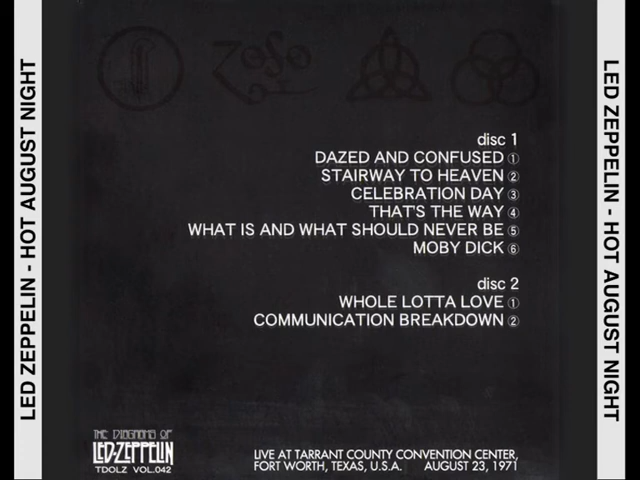 LED ZEPPELIN - HOT AUGUST NIGHT
ZoSo
disc 1
DAZED AND CONFUSED ①
STAIRWAY TO HEAVEN ②
CELEBRATION DAY ③
THAT'S THE WAY ④
WHAT IS AND WHAT SHOULD NEVER BE ⑤
MOBY DICK ⑥
disc 2
WHOLE LOTTA LOVE ①
COMMUNICATION BREAKDOWN ②
THE DIAGRAMS OF
LED-ZEPPELIN
TDOLZ VOL.042
LIVE AT TARRANT COUNTY CONVENTION CENTER,
FORT WORTH, TEXAS, U.S.A. AUGUST 23, 1971
LED ZEPPELIN - HOT AUGUST NIGHT